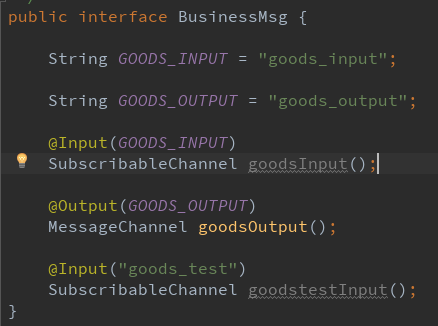 public interface BusinessMsg {
String GOODS_INPUT = "goods_input";
String GOODS_OUTPUT = "goods_output";
@Input(GOODS_INPUT)
SubscribableChannel goodsInput();
@Output(GOODS_OUTPUT)
MessageChannel goodsOutput();
@Input("goods_test")
SubscribableChannel goodstestInput();
}